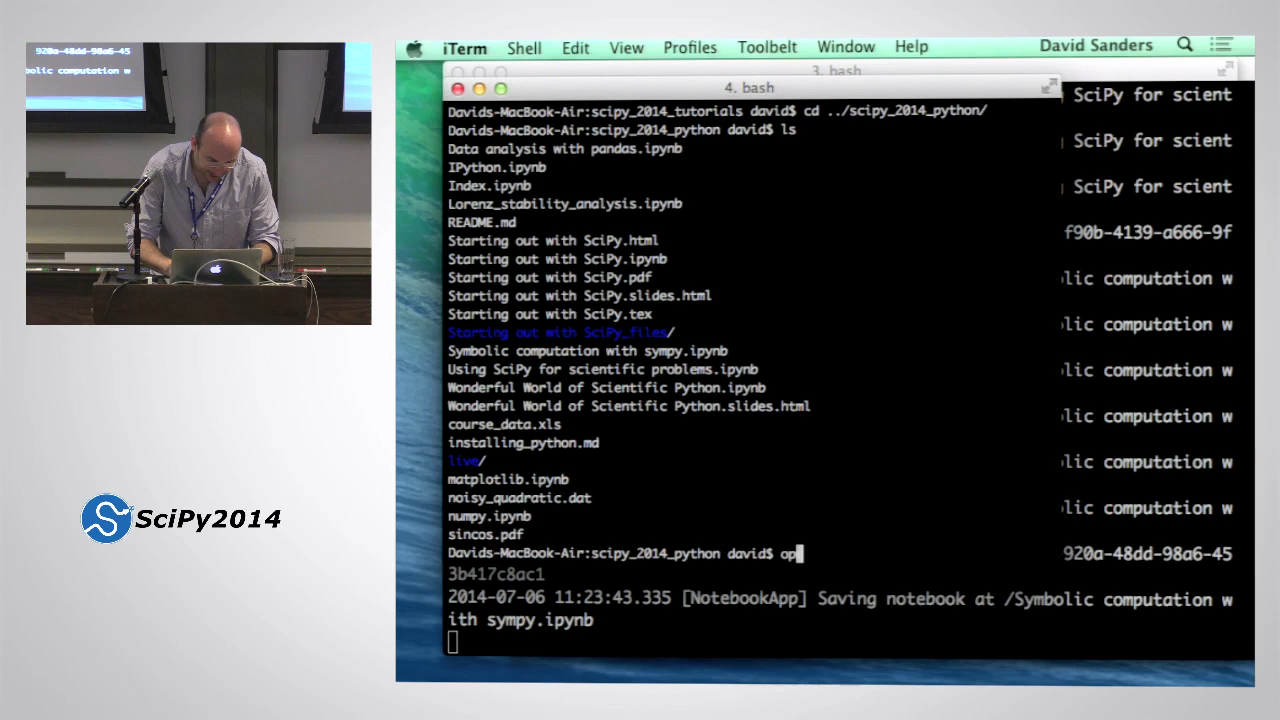 920a-48dd-98a6-45
bolic computation w
SciPy2014
iTerm Shell Edit View Profiles Toolbelt Window Help David Sanders
3. bash
4. bash
Davids-MacBook-Air:scipy_2014_tutorials david$ cd ../scipy_2014_python/
Davids-MacBook-Air:scipy_2014_python david$ ls
Data analysis with pandas.ipynb
IPython.ipynb
Index.ipynb
Lorenz_stability_analysis.ipynb
README.md
Starting out with SciPy.html
Starting out with SciPy.ipynb
Starting out with SciPy.pdf
Starting out with SciPy.slides.html
Starting out with SciPy.tex
Starting out with SciPy_files/
Symbolic computation with sympy.ipynb
Using SciPy for scientific problems.ipynb
Wonderful World of Scientific Python.ipynb
Wonderful World of Scientific Python.slides.html
course_data.xls
installing_python.md
live/
matplotlib.ipynb
noisy_quadratic.dat
numpy.ipynb
sincos.pdf
Davids-MacBook-Air:scipy_2014_python david$ op
SciPy for scient
SciPy for scient
SciPy for scient
f90b-4139-a666-9f
lic computation w
lic computation w
lic computation w
lic computation w
lic computation w
lic computation w
920a-48dd-98a6-45
3b417c8ac1
2014-07-06 11:23:43.335 [NotebookApp] Saving notebook at /Symbolic computation w
ith sympy.ipynb